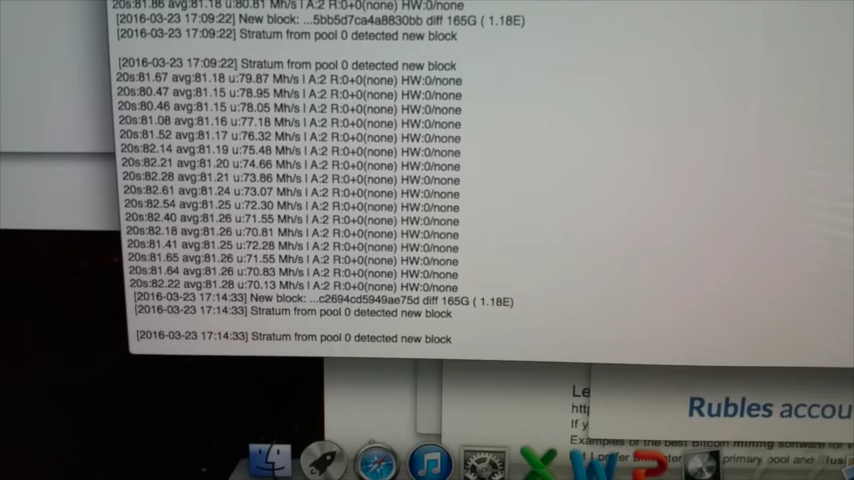 20s:81.86 avg:81.18 u:80.81 Mh/s | A:2 R:0+0(none) HW:0/none
[2016-03-23 17:09:22] New block: ...5bb5d7ca4a8830bb diff 165G ( 1.18E)
[2016-03-23 17:09:22] Stratum from pool 0 detected new block
[2016-03-23 17:09:22] Stratum from pool 0 detected new block
20s:81.67 avg:81.18 u:79.87 Mh/s | A:2 R:0+0(none) HW:0/none
20s:80.47 avg:81.15 u:78.95 Mh/s | A:2 R:0+0(none) HW:0/none
20s:80.46 avg:81.15 u:78.05 Mh/s | A:2 R:0+0(none) HW:0/none
20s:81.08 avg:81.16 u:77.18 Mh/s | A:2 R:0+0(none) HW:0/none
20s:81.52 avg:81.17 u:76.32 Mh/s | A:2 R:0+0(none) HW:0/none
20s:82.14 avg:81.19 u:75.48 Mh/s | A:2 R:0+0(none) HW:0/none
20s:82.21 avg:81.20 u:74.66 Mh/s | A:2 R:0+0(none) HW:0/none
20s:82.28 avg:81.21 u:73.86 Mh/s | A:2 R:0+0(none) HW:0/none
20s:82.61 avg:81.24 u:73.07 Mh/s | A:2 R:0+0(none) HW:0/none
20s:82.54 avg:81.25 u:72.30 Mh/s | A:2 R:0+0(none) HW:0/none
20s:82.40 avg:81.26 u:71.55 Mh/s | A:2 R:0+0(none) HW:0/none
20s:82.18 avg:81.26 u:70.81 Mh/s | A:2 R:0+0(none) HW:0/none
20s:81.41 avg:81.25 u:72.28 Mh/s | A:2 R:0+0(none) HW:0/none
20s:81.65 avg:81.26 u:71.55 Mh/s | A:2 R:0+0(none) HW:0/none
20s:81.64 avg:81.26 u:70.83 Mh/s | A:2 R:0+0(none) HW:0/none
20s:82.22 avg:81.28 u:70.13 Mh/s | A:2 R:0+0(none) HW:0/none
[2016-03-23 17:14:33] New block: ...c2694cd5949ae75d diff 165G ( 1.18E)
[2016-03-23 17:14:33] Stratum from pool 0 detected new block
[2016-03-23 17:14:33] Stratum from pool 0 detected new block
Le
htt
If y
Rubles accou
Examples of the best Bitcoin mining software for
I prefer
primary pool and